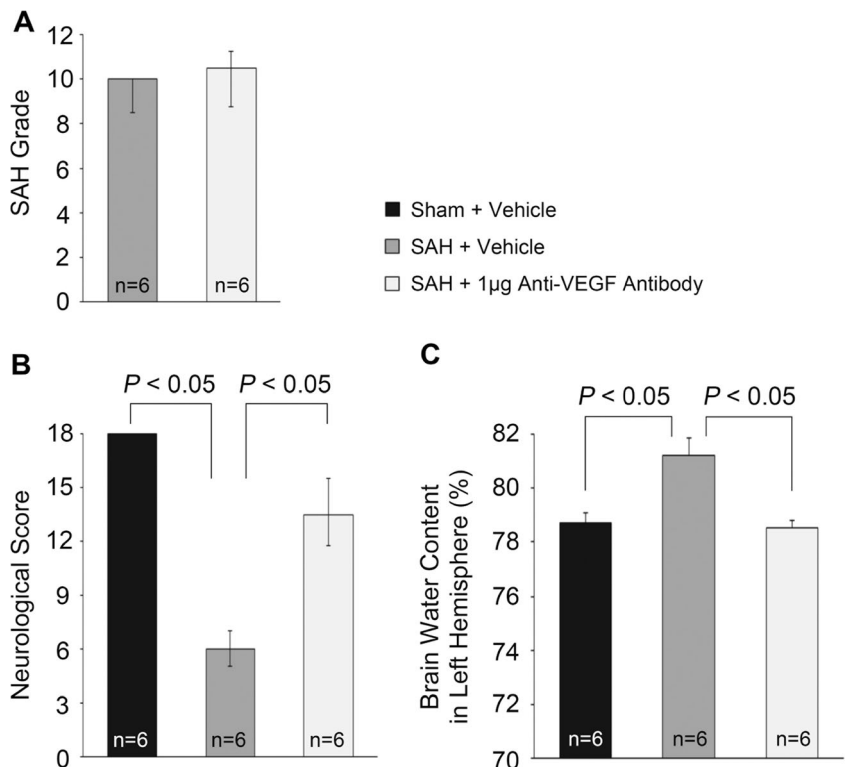 A
SAH Grade
12
10
8
6
4
2
0
n=6
n=6
Sham + Vehicle
SAH + Vehicle
SAH + 1µg Anti-VEGF Antibody
B
P < 0.05
P < 0.05
Neurological Score
18
15
12
9
6
3
0
n=6
n=6
n=6
C
P < 0.05
P < 0.05
Brain Water Content
in Left Hemisphere (%)
82
80
78
76
74
72
70
n=6
n=6
n=6